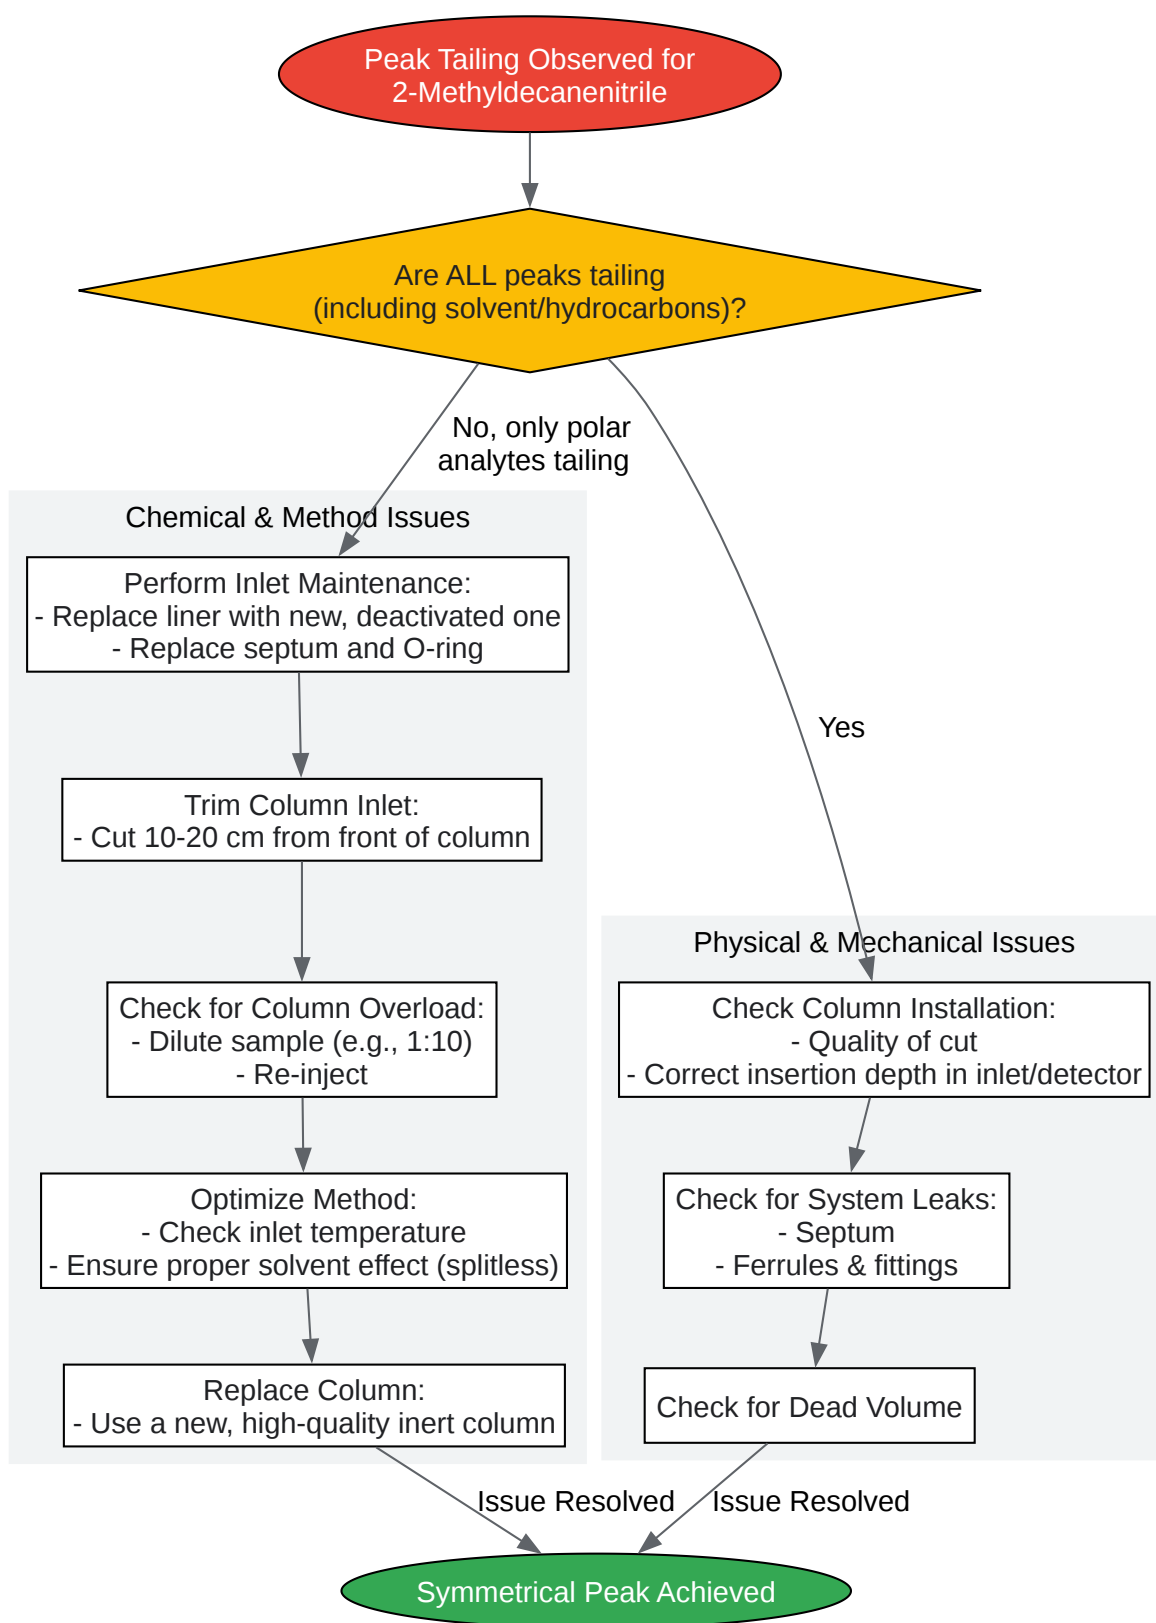 Peak Tailing Observed for
2-Methyldecanenitrile
Are ALL peaks tailing
(including solvent/hydrocarbons)?
No, only polar
analytes tailing
Chemical & Method Issues
Perform Inlet Maintenance:
- Replace liner with new, deactivated one
- Replace septum and O-ring
Trim Column Inlet:
- Cut 10-20 cm from front of column
Check for Column Overload:
- Dilute sample (e.g., 1:10)
- Re-inject
Optimize Method:
- Check inlet temperature
- Ensure proper solvent effect (splitless)
Replace Column:
- Use a new, high-quality inert column
Issue Resolved
Yes
Physical & Mechanical Issues
Check Column Installation:
- Quality of cut
- Correct insertion depth in inlet/detector
Check for System Leaks:
- Septum
- Ferrules & fittings
Check for Dead Volume
Issue Resolved
Symmetrical Peak Achieved